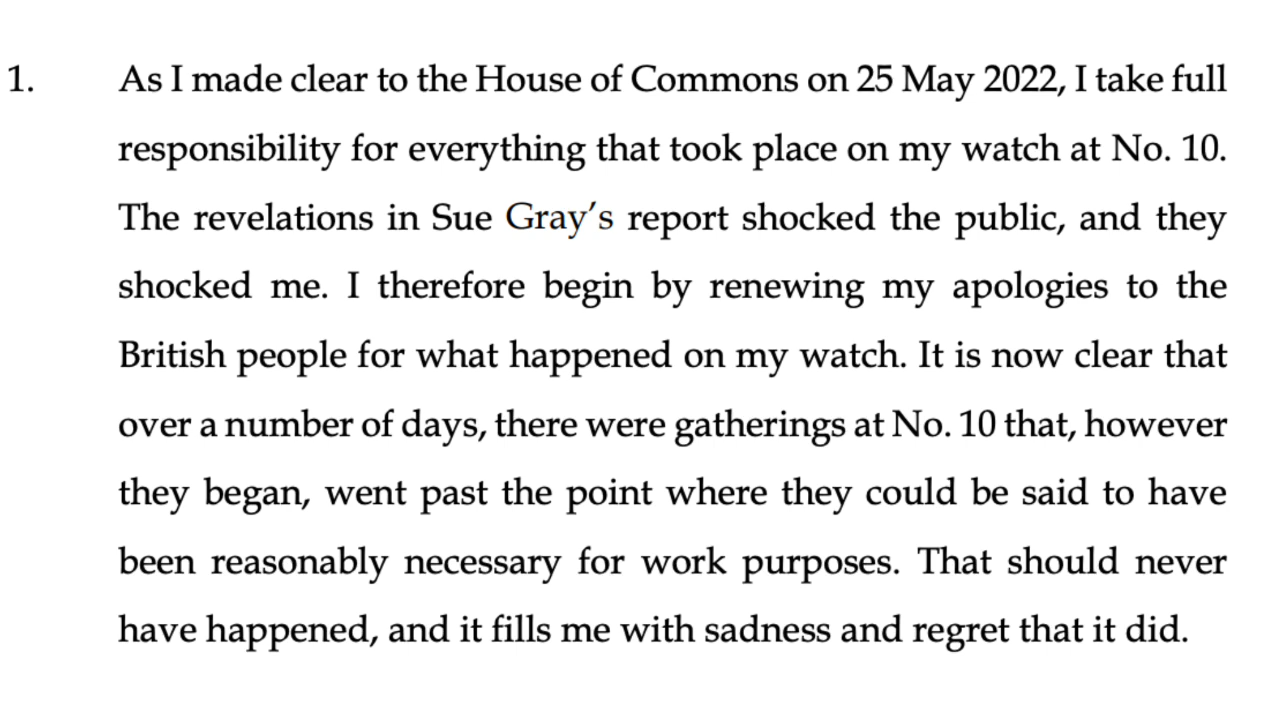 1. As I made clear to the House of Commons on 25 May 2022, I take full
responsibility for everything that took place on my watch at No. 10.
The revelations in Sue Gray’s report shocked the public, and they
shocked me. I therefore begin by renewing my apologies to the
British people for what happened on my watch. It is now clear that
over a number of days, there were gatherings at No. 10 that, however
they began, went past the point where they could be said to have
been reasonably necessary for work purposes. That should never
have happened, and it fills me with sadness and regret that it did.